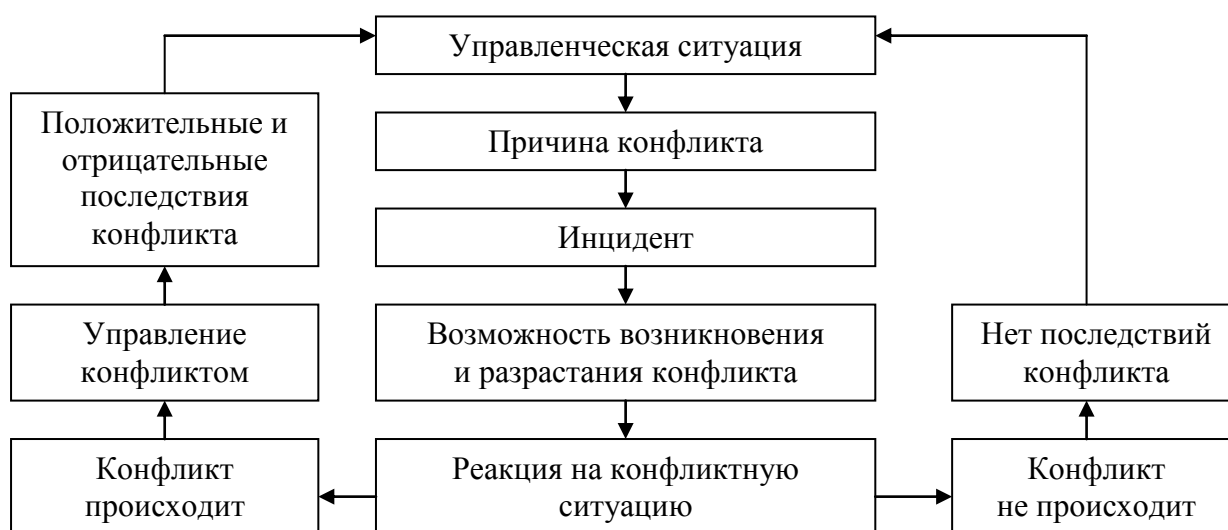 Управленческая ситуация
Положительные и
отрицательные
последствия
конфликта
Причина конфликта
Инцидент
Управление
конфликтом
Возможность возникновения
и разрастания конфликта
Нет последствий
конфликта
Конфликт
происходит
Реакция на конфликтную
ситуацию
Конфликт
не происходит